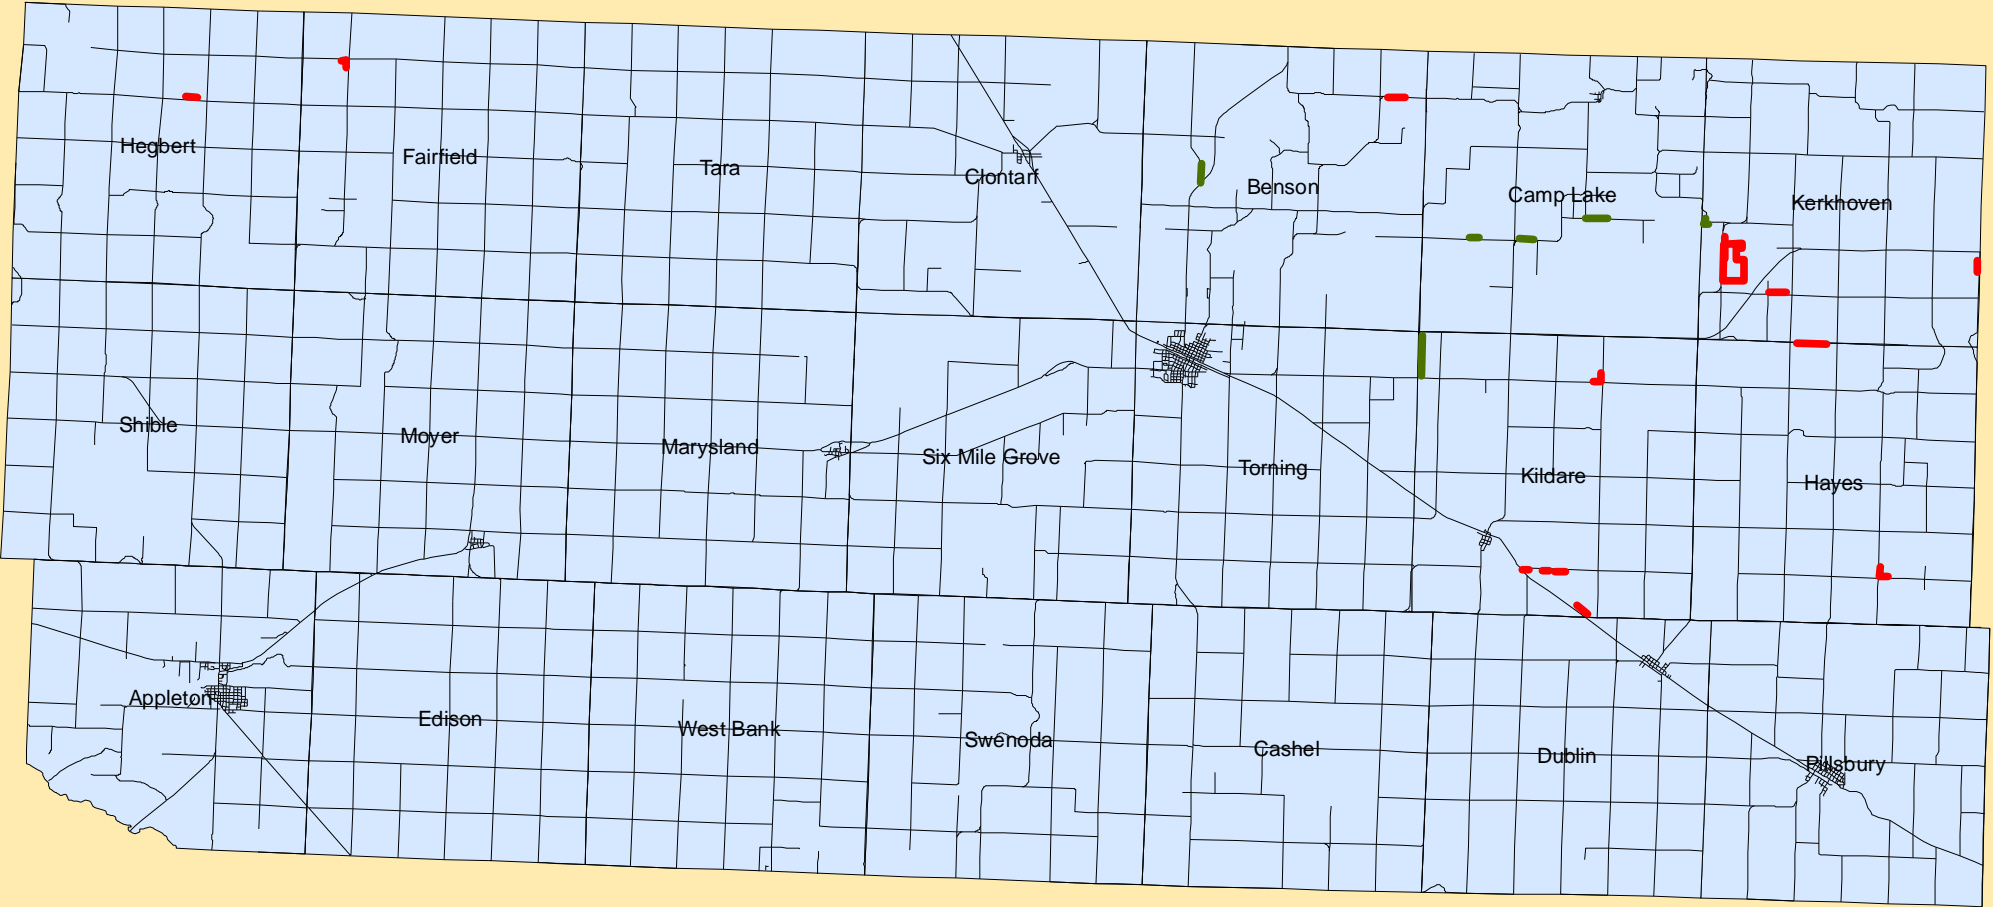 Hegbert
Fairfield
Tara
Clontarf
Benson
Camp Lake
Kerkhoven
Shible
Moyer
Marysland
Six Mile Grove
Torning
Kildare
Hayes
Appleton
Edison
West Bank
Swenoda
Cashel
Dublin
Pillsbury